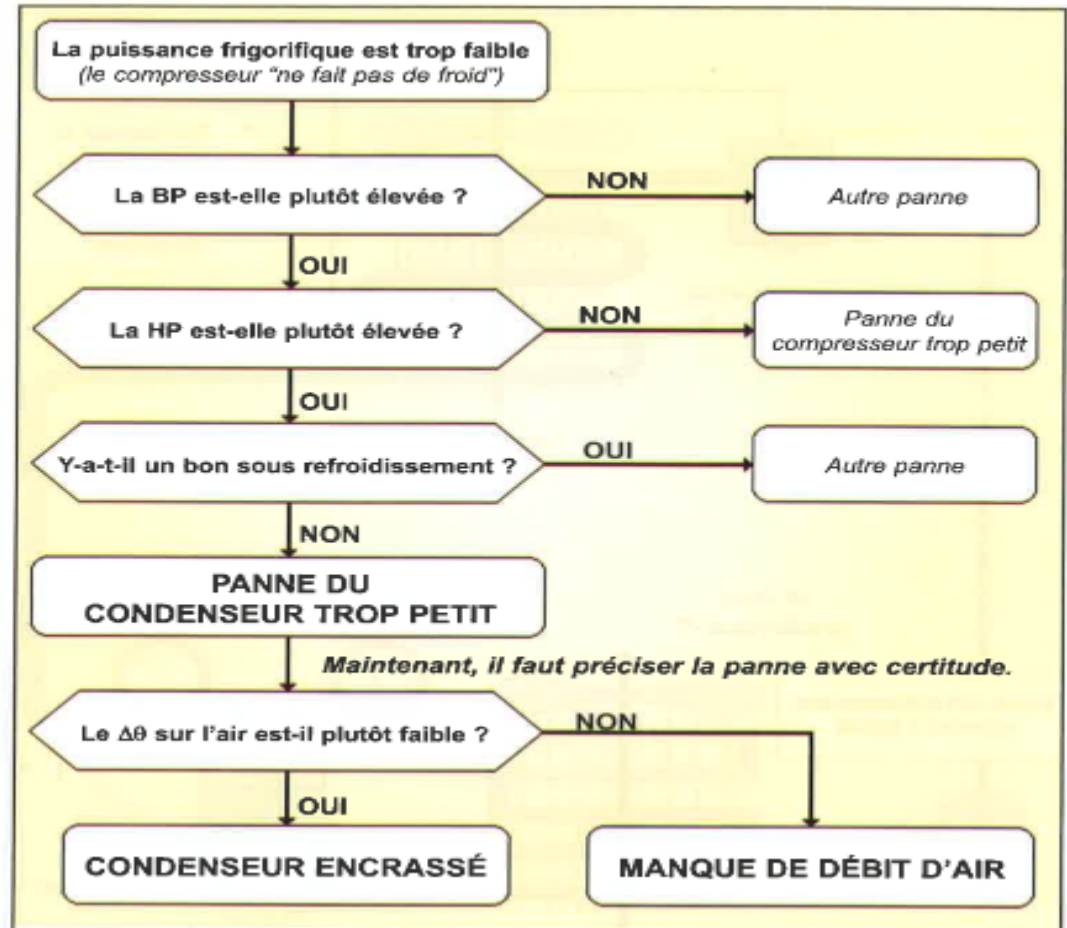 La puissance frigorifique est trop faible
(le compresseur "ne fait pas de froid")
La BP est-elle plutôt élevée ?
NON
Autre panne
OUI
La HP est-elle plutôt élevée ?
NON
Panne du
compresseur trop petit
OUI
Y-a-t-il un bon sous refroidissement ?
OUI
Autre panne
NON
PANNE DU
CONDENSEUR TROP PETIT
Maintenant, il faut préciser la panne avec certitude.
Le Δθ sur l'air est-il plutôt faible ?
NON
OUI
CONDENSEUR ENCRASSÉ
MANQUE DE DÉBIT D'AIR